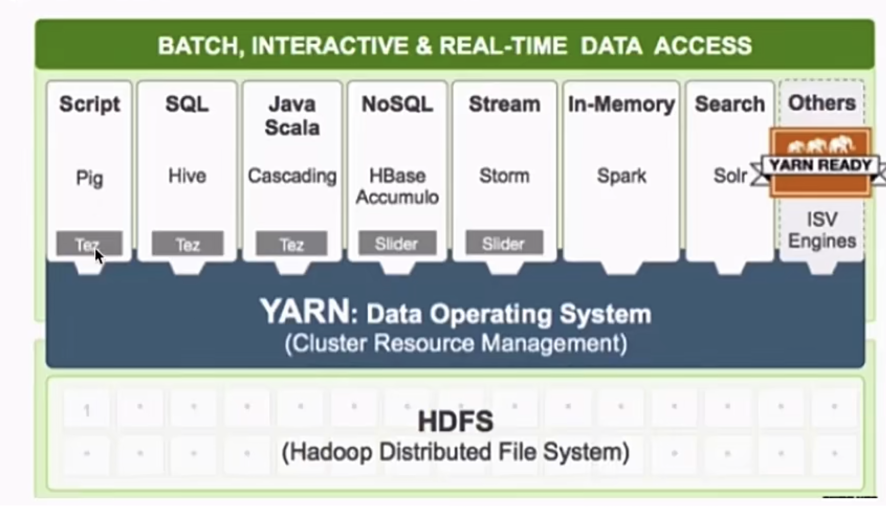 BATCH, INTERACTIVE & REAL-TIME DATA ACCESS
Script
Pig
Tez
SQL
Hive
Tez
Java
Scala
Cascading
Tez
NoSQL
HBase
Accumulo
Slider
Stream
Storm
Slider
In-Memory
Spark
Search
Solr
Others
YARN READY
ISV
Engines
YARN: Data Operating System
(Cluster Resource Management)
1
HDFS
(Hadoop Distributed File System)